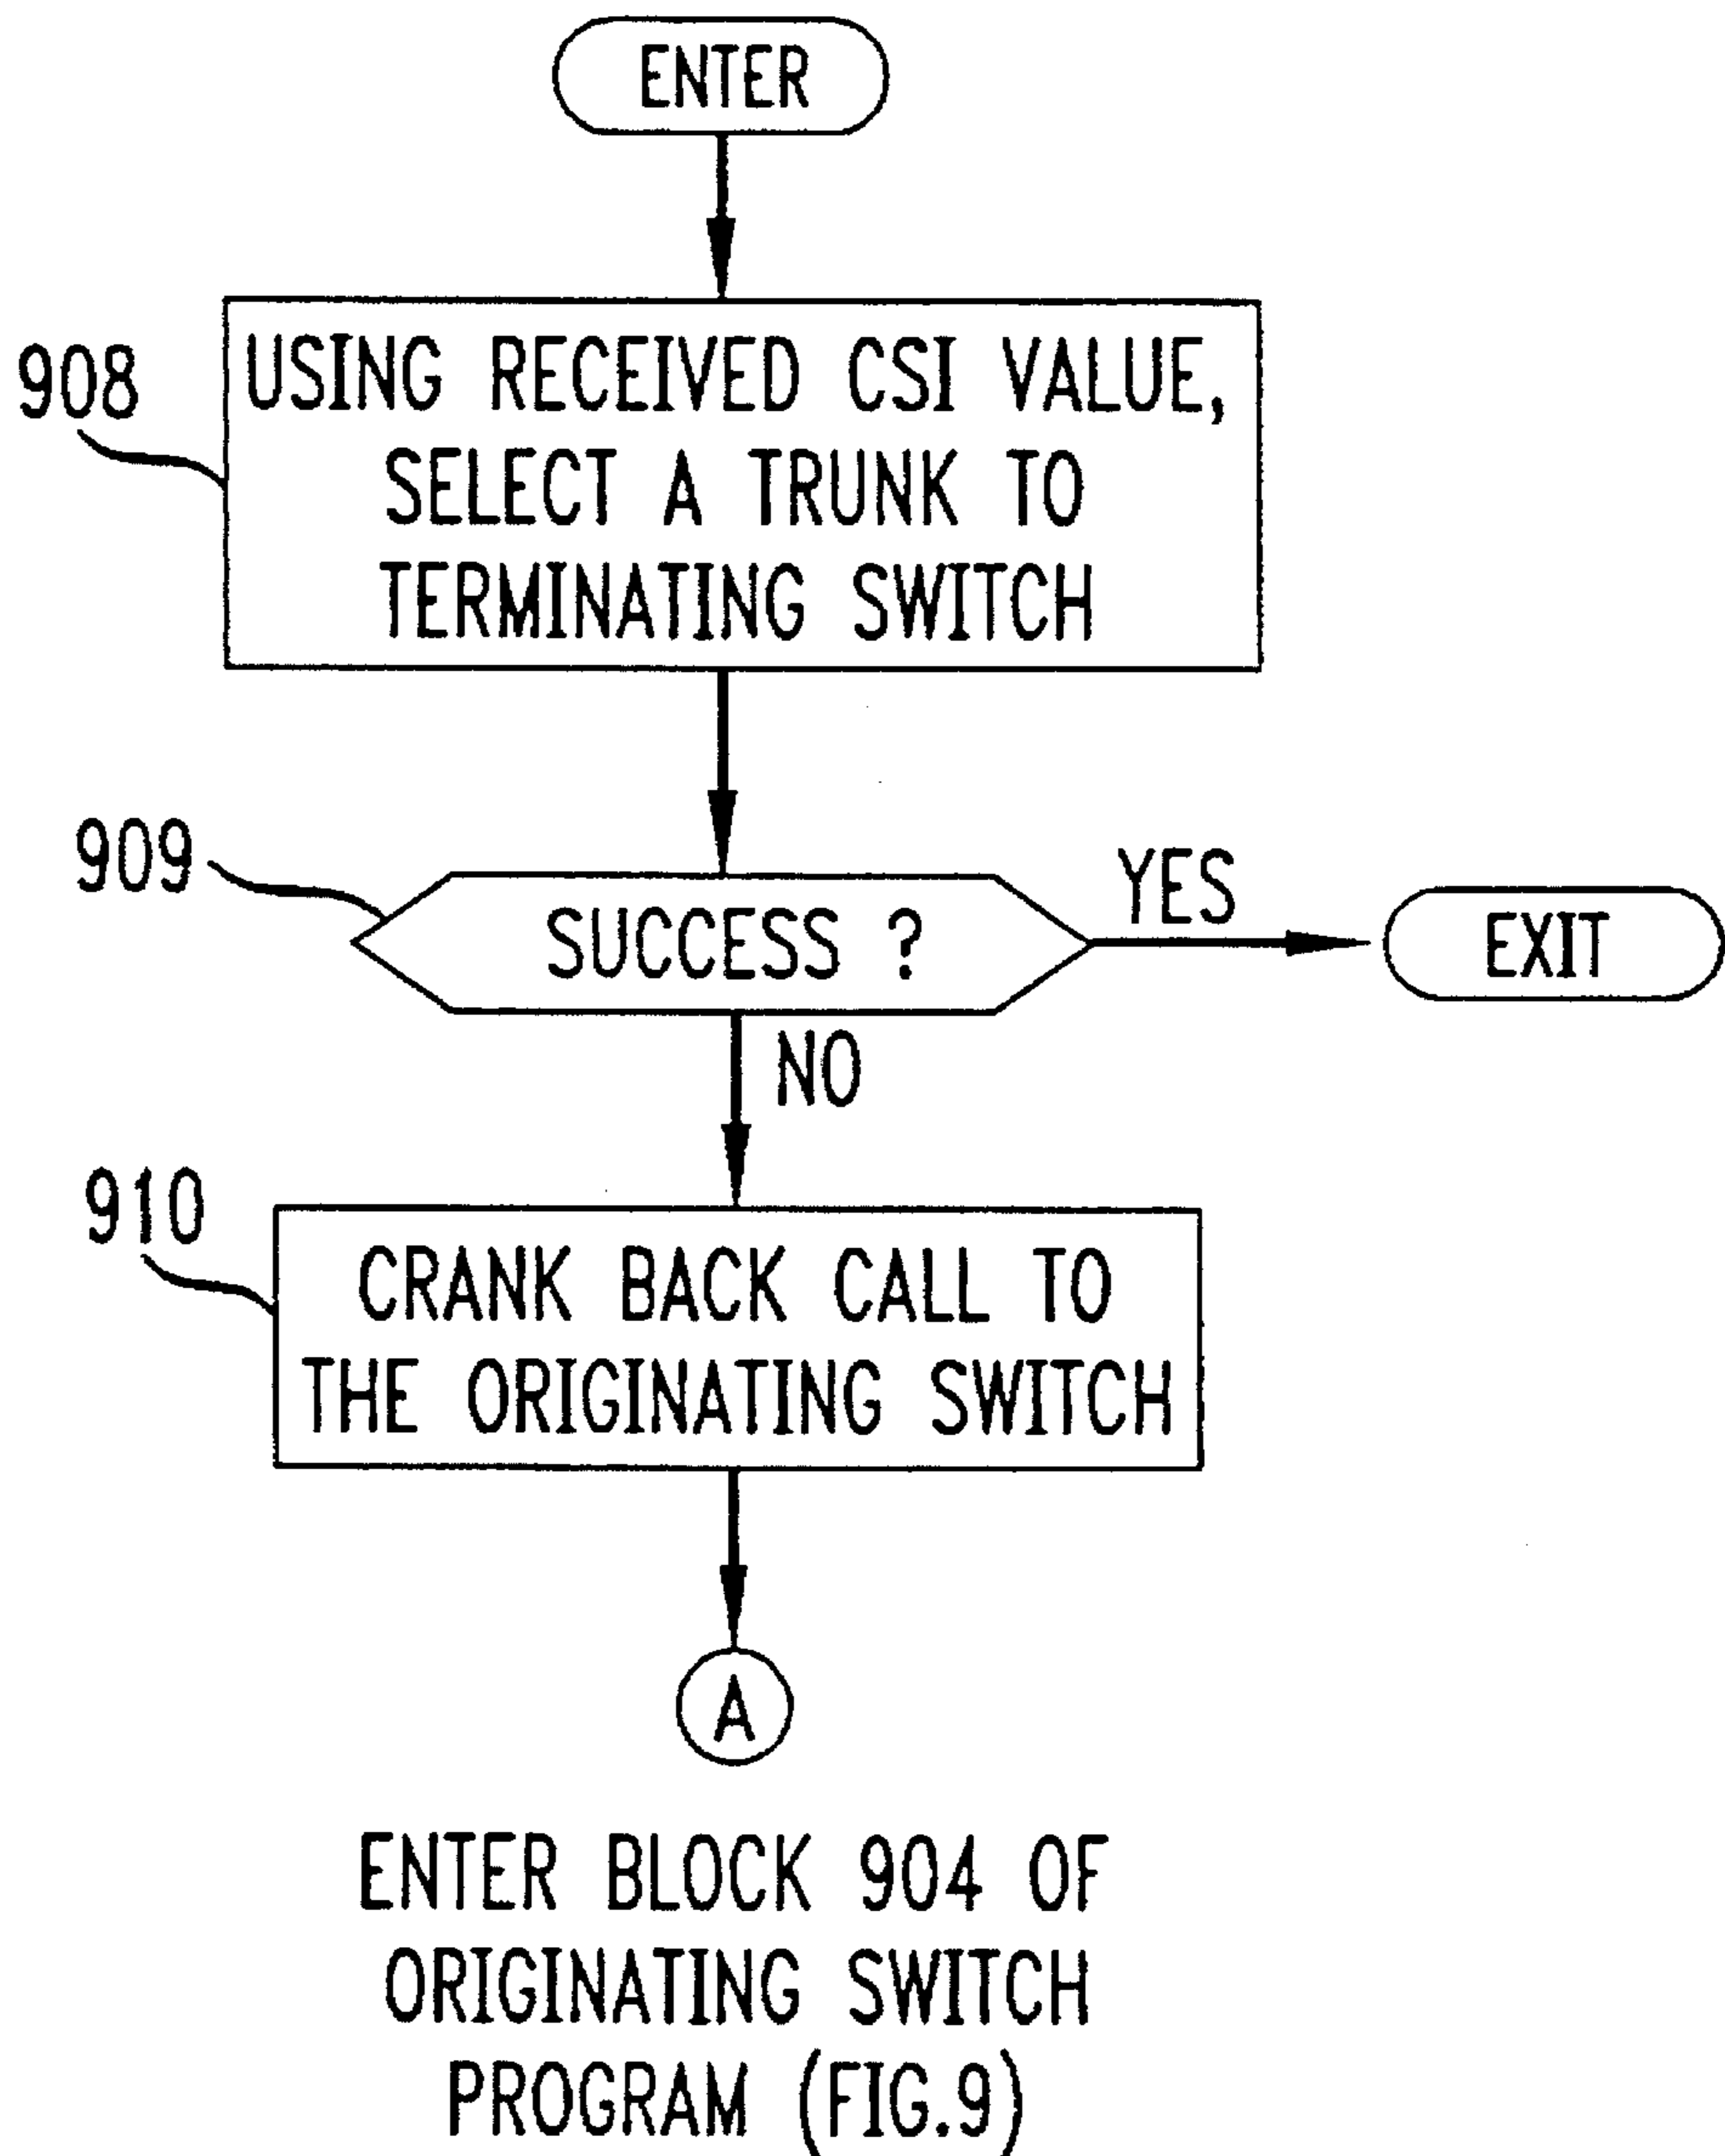 ENTER
908
USING RECEIVED CSI VALUE,
SELECT A TRUNK TO
TERMINATING SWITCH
909
SUCCESS ?
YES
EXIT
NO
910
CRANK BACK CALL TO
THE ORIGINATING SWITCH
A
ENTER BLOCK 904 OF
ORIGINATING SWITCH
PROGRAM (FIG.9)